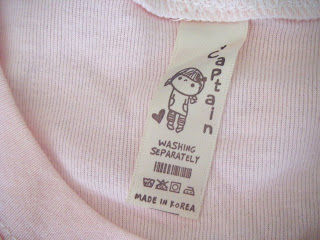 Captain
WASHING
SEPARATELY
MADE IN KOREA